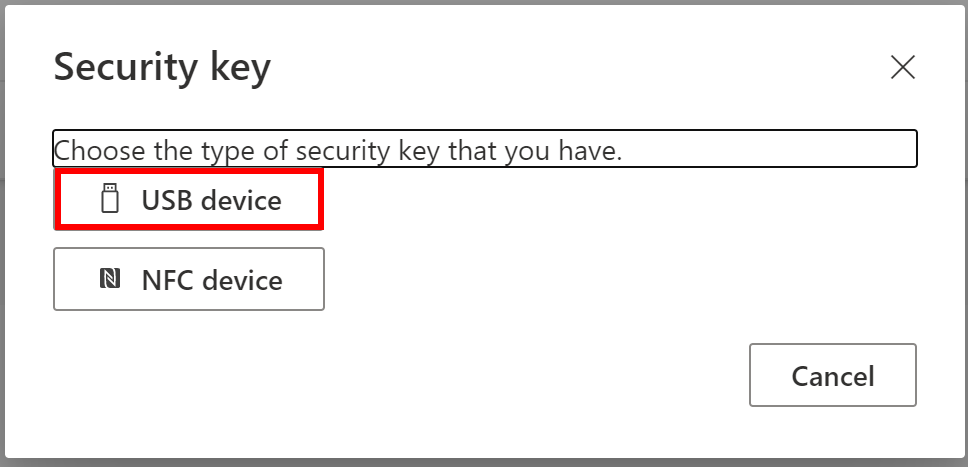 Security key
Choose the type of security key that you have.
USB device
NFC device
Cancel